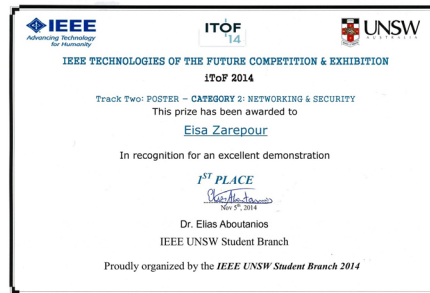 IEEE
Advancing Technology
for Humanity
ITOF
'14
UNSW
AUSTRALIA
IEEE TECHNOLOGIES OF THE FUTURE COMPETITION & EXHIBITION
iToF 2014
Track Two: POSTER – CATEGORY 2: NETWORKING & SECURITY
This prize has been awarded to
Eisa Zarepour
In recognition for an excellent demonstration
1ST PLACE
Nov 5th, 2014
Dr. Elias Aboutanios
IEEE UNSW Student Branch
Proudly organized by the IEEE UNSW Student Branch 2014